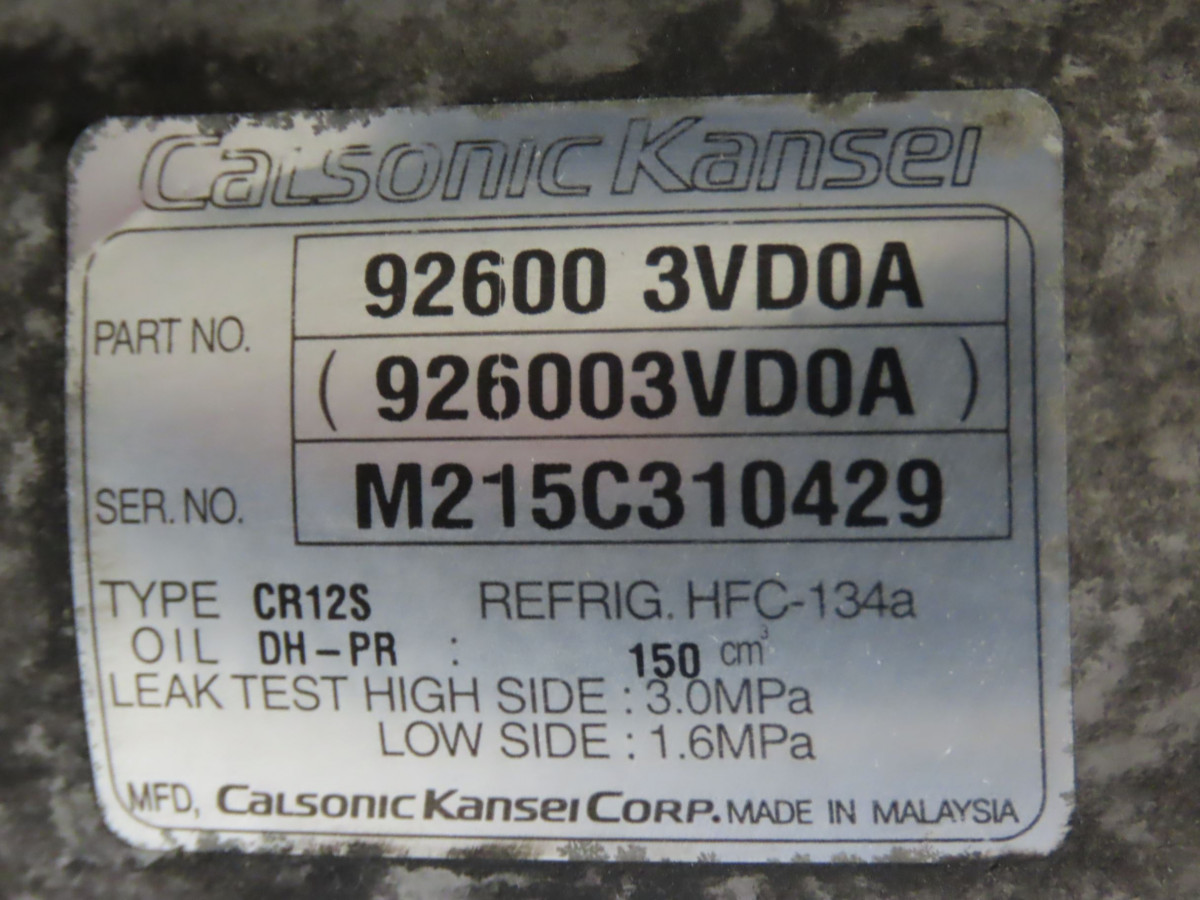 Calsonic Kansei
PART NO. 92600 3VD0A
( 926003VD0A )
SER. NO. M215C310429
TYPE CR12S REFRIG. HFC-134a
OIL DH-PR : 150 cm³
LEAK TEST HIGH SIDE : 3.0MPa
LOW SIDE : 1.6MPa
MFD, CALSONIC KANSEI CORP. MADE IN MALAYSIA